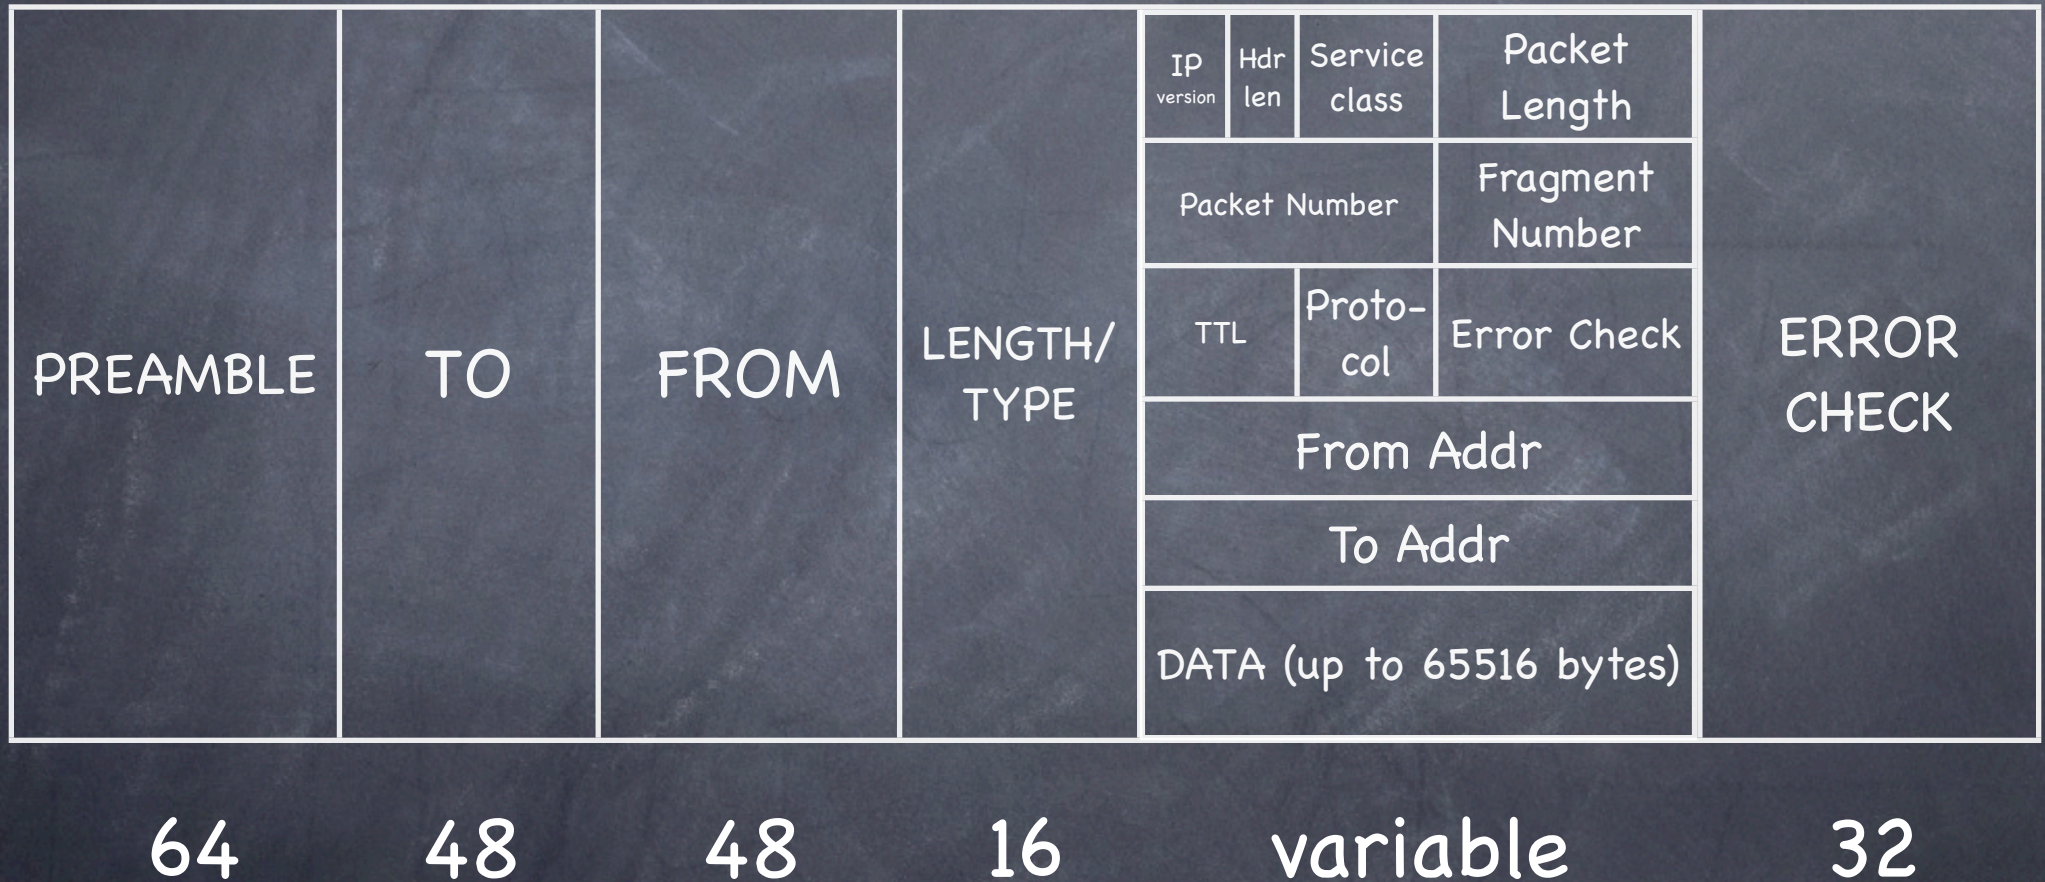 PREAMBLE
TO
FROM
LENGTH/
TYPE
IP
version
Hdr
len
Service
class
Packet
Length
Packet Number
Fragment
Number
TTL
Proto-
col
Error Check
From Addr
To Addr
DATA (up to 65516 bytes)
ERROR
CHECK
64
48
48
16
variable
32